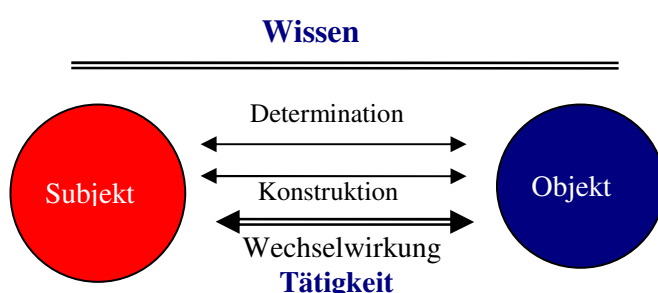 Wissen
Determination
Subjekt
Konstruktion
Objekt
Wechselwirkung
Tätigkeit